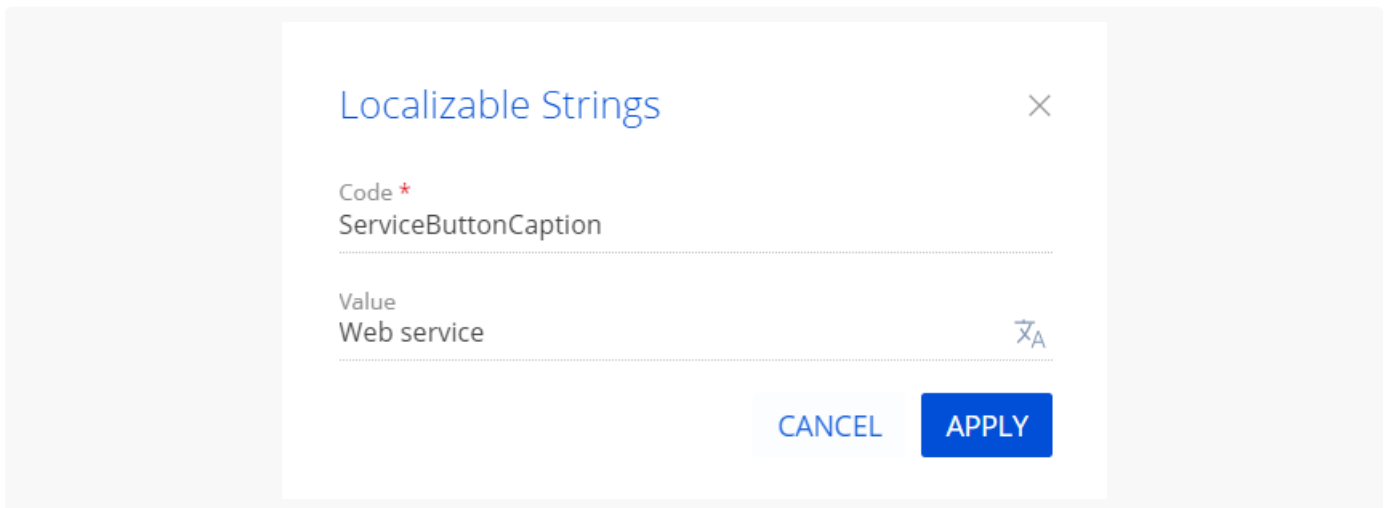 Localizable Strings
Code *
ServiceButtonCaption
Value
Web service
CANCEL APPLY